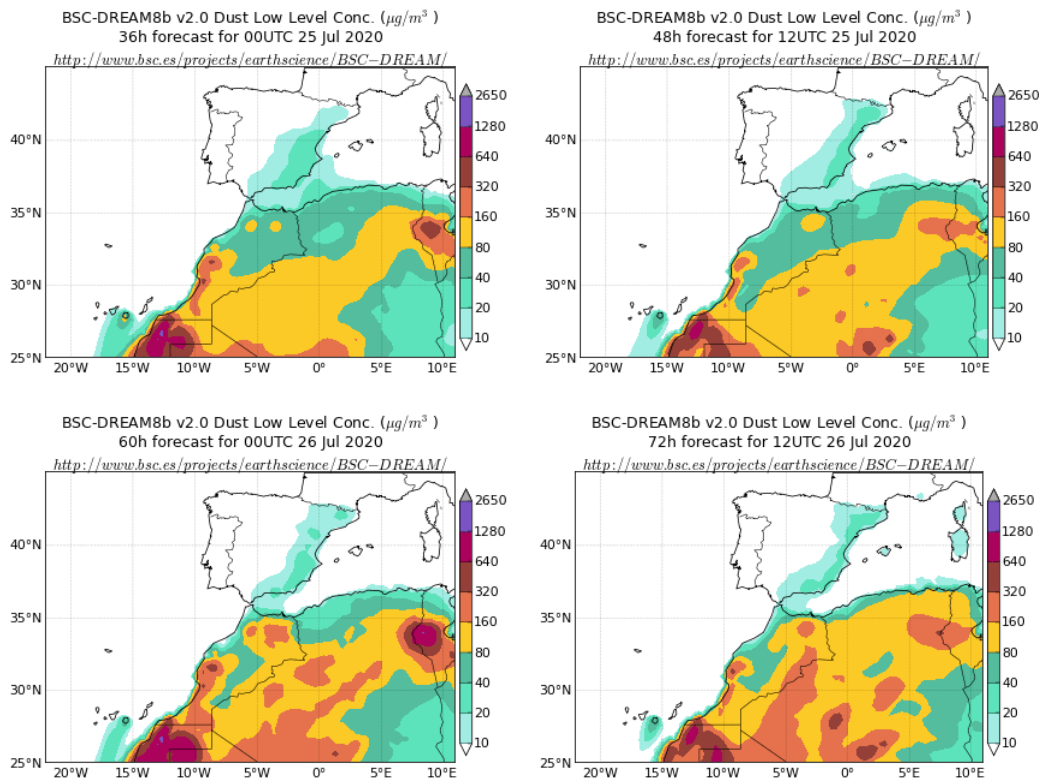 BSC-DREAM8b v2.0 Dust Low Level Conc. (μg/m³ )
36h forecast for 00UTC 25 Jul 2020
http://www.bsc.es/projects/earthscience/BSC-DREAM/
40°N
35°N
30°N
25°N
20°W 15°W 10°W 5°W 0°E 5°E 10°E
2650
1280
640
320
160
80
40
20
10
BSC-DREAM8b v2.0 Dust Low Level Conc. (μg/m³ )
48h forecast for 12UTC 25 Jul 2020
http://www.bsc.es/projects/earthscience/BSC-DREAM/
40°N
35°N
30°N
25°N
20°W 15°W 10°W 5°W 0°E 5°E 10°E
2650
1280
640
320
160
80
40
20
10
BSC-DREAM8b v2.0 Dust Low Level Conc. (μg/m³ )
60h forecast for 00UTC 26 Jul 2020
http://www.bsc.es/projects/earthscience/BSC-DREAM/
40°N
35°N
30°N
25°N
20°W 15°W 10°W 5°W 0°E 5°E 10°E
2650
1280
640
320
160
80
40
20
10
BSC-DREAM8b v2.0 Dust Low Level Conc. (μg/m³ )
72h forecast for 12UTC 26 Jul 2020
http://www.bsc.es/projects/earthscience/BSC-DREAM/
40°N
35°N
30°N
25°N
20°W 15°W 10°W 5°W 0°E 5°E 10°E
2650
1280
640
320
160
80
40
20
10